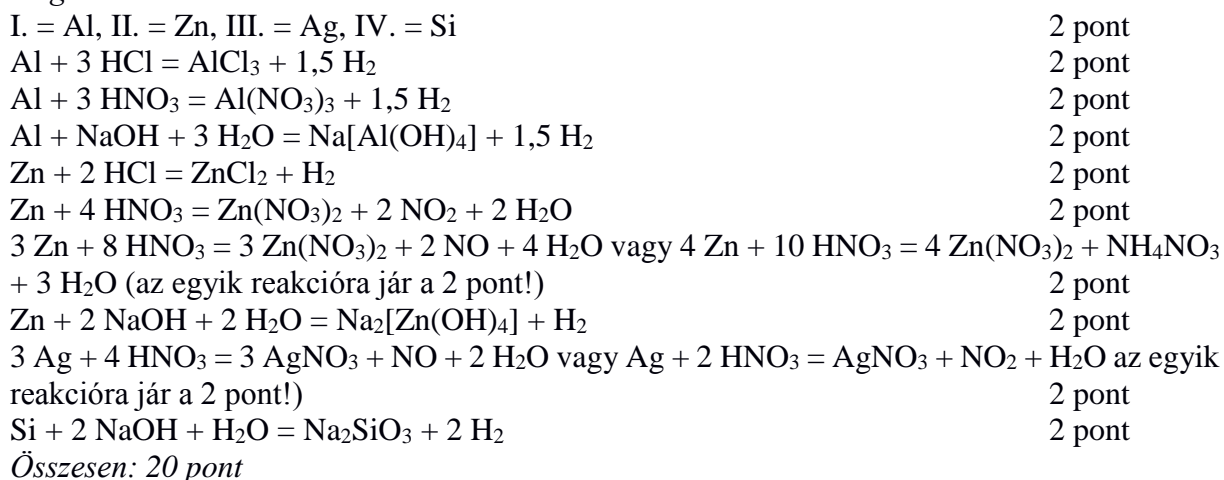 I. = Al, II. = Zn, III. = Ag, IV. = Si 2 pont
Al + 3 HCl = AlCl₃ + 1,5 H₂ 2 pont
Al + 3 HNO₃ = Al(NO₃)₃ + 1,5 H₂ 2 pont
Al + NaOH + 3 H₂O = Na[Al(OH)₄] + 1,5 H₂ 2 pont
Zn + 2 HCl = ZnCl₂ + H₂ 2 pont
Zn + 4 HNO₃ = Zn(NO₃)₂ + 2 NO₂ + 2 H₂O 2 pont
3 Zn + 8 HNO₃ = 3 Zn(NO₃)₂ + 2 NO + 4 H₂O vagy 4 Zn + 10 HNO₃ = 4 Zn(NO₃)₂ + NH₄NO₃
+ 3 H₂O (az egyik reakcióra jár a 2 pont!) 2 pont
Zn + 2 NaOH + 2 H₂O = Na₂[Zn(OH)₄] + H₂ 2 pont
3 Ag + 4 HNO₃ = 3 AgNO₃ + NO + 2 H₂O vagy Ag + 2 HNO₃ = AgNO₃ + NO₂ + H₂O az egyik
reakcióra jár a 2 pont!) 2 pont
Si + 2 NaOH + H₂O = Na₂SiO₃ + 2 H₂ 2 pont
Összesen: 20 pont